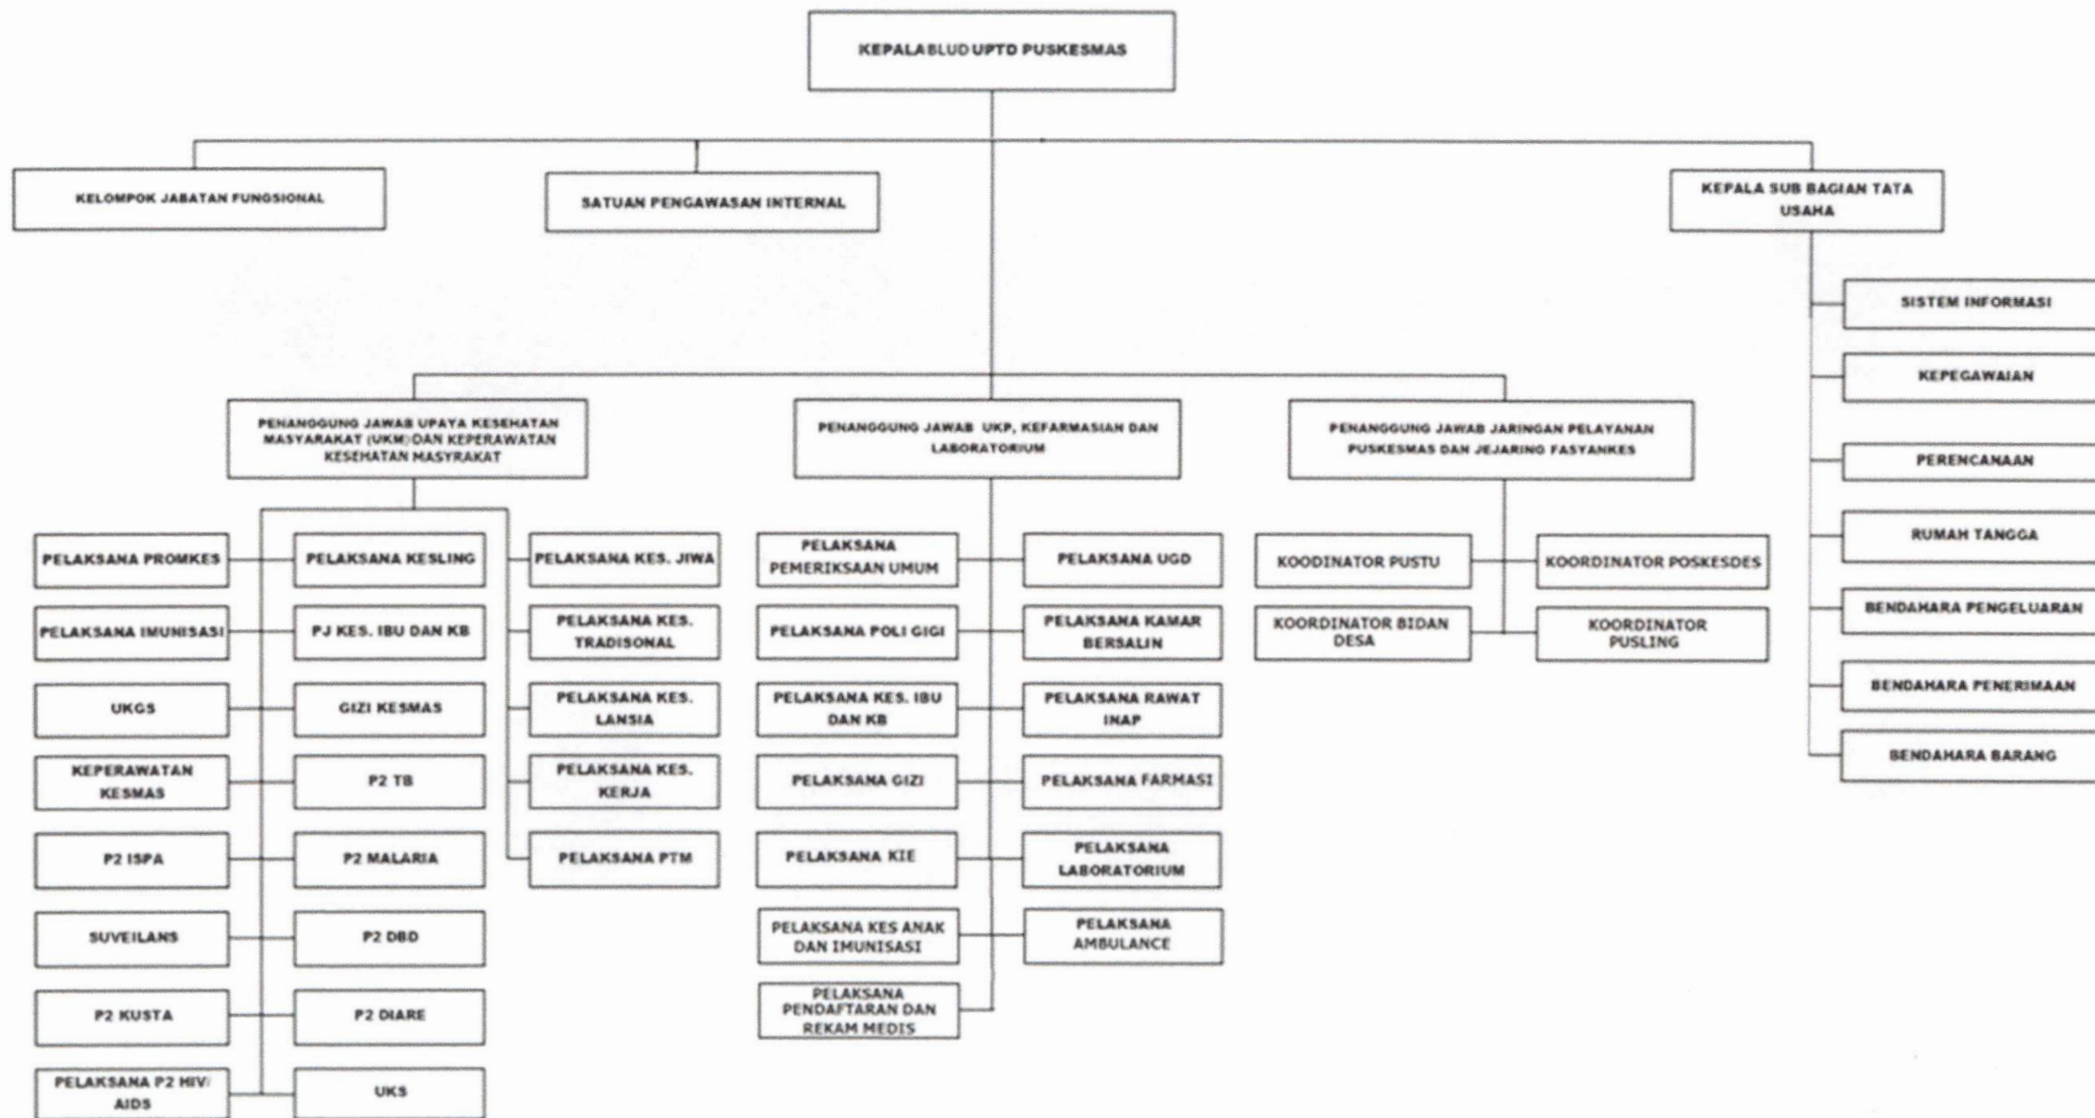 KEPALA BLUD UPTD PUSKESMAS
KELOMPOK JABATAN FUNGSIONAL
SATUAN PENGAWASAN INTERNAL
KEPALA SUB BAGIAN TATA
USAHA
SISTEM INFORMASI
KEPEGAWAIAN
PERENCANAAN
RUMAH TANGGA
BENDAHARA PENGELUARAN
BENDAHARA PENERIMAAN
BENDAHARA BARANG
PENANGGUNG JAWAB UPAYA KESEHATAN
MASYARAKAT (UKM) DAN KEPERAWATAN
KESEHATAN MASYRAKAT
PELAKSANA PROMKES
PELAKSANA KESLING
PELAKSANA KES. JIWA
PELAKSANA IMUNISASI
PJ KES. IBU DAN KB
PELAKSANA KES.
TRADISONAL
UKGS
GIZI KESMAS
PELAKSANA KES.
LANSIA
KEPERAWATAN
KESMAS
P2 TB
PELAKSANA KES.
KERJA
P2 ISPA
P2 MALARIA
PELAKSANA PTM
SUVEILANS
P2 DBD
P2 KUSTA
P2 DIARE
PELAKSANA P2 HIV/
AIDS
UKS
PENANGGUNG JAWAB UKP, KEFARMASIAN DAN
LABORATORIUM
PELAKSANA
PEMERIKSAAN UMUM
PELAKSANA UGD
PELAKSANA POLI GIGI
PELAKSANA KAMAR
BERSALIN
PELAKSANA KES. IBU
DAN KB
PELAKSANA RAWAT
INAP
PELAKSANA GIZI
PELAKSANA FARMASI
PELAKSANA KIE
PELAKSANA
LABORATORIUM
PELAKSANA KES ANAK
DAN IMUNISASI
PELAKSANA
AMBULANCE
PELAKSANA
PENDAFTARAN DAN
REKAM MEDIS
PENANGGUNG JAWAB JARINGAN PELAYANAN
PUSKESMAS DAN JEJARING FASYANKES
KOODINATOR PUSTU
KOORDINATOR POSKESDES
KOORDINATOR BIDAN
DESA
KOORDINATOR
PUSLING